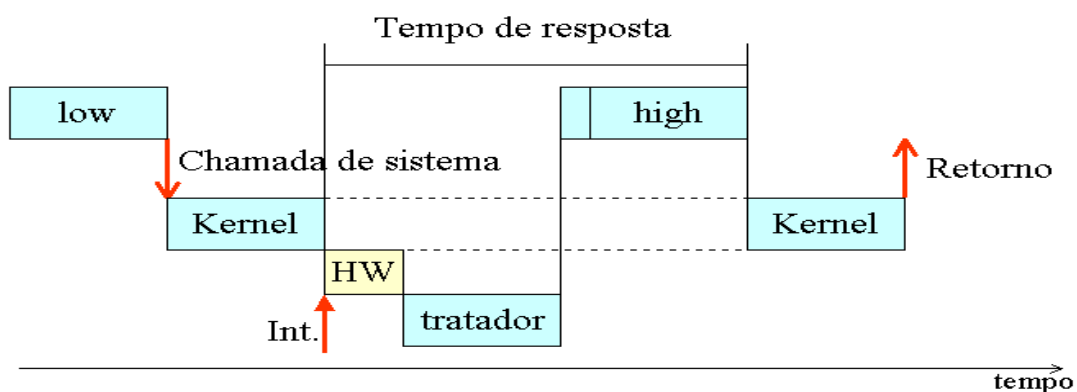 Tempo de resposta
low
high
Chamada de sistema
Retorno
Kernel
Kernel
HW
Int.
tratador
tempo